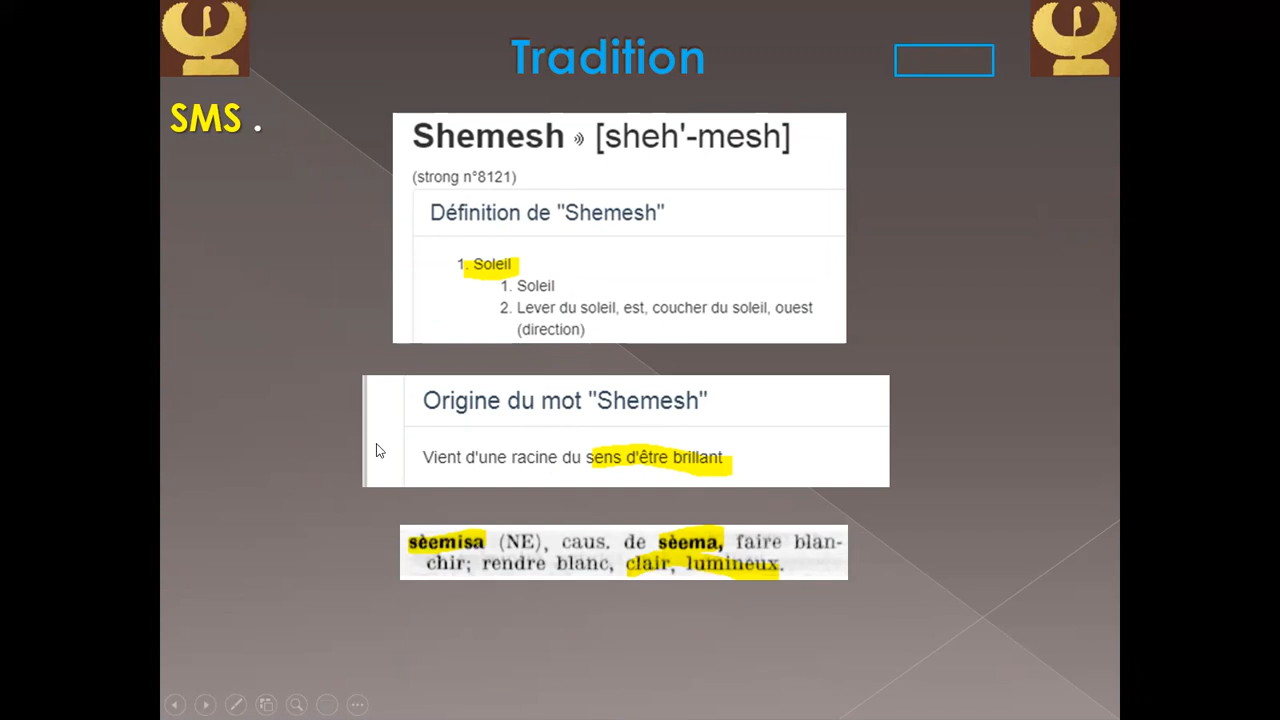 Tradition
SMS .
Shemesh [sheh'-mesh]
(strong n°8121)
Définition de "Shemesh"
1. Soleil
1. Soleil
2. Lever du soleil, est, coucher du soleil, ouest
(direction)
Origine du mot "Shemesh"
Vient d'une racine du sens d'être brillant
sèemisa (NE), caus. de sèema, faire blan-
chir; rendre blanc, clair, lumineux.